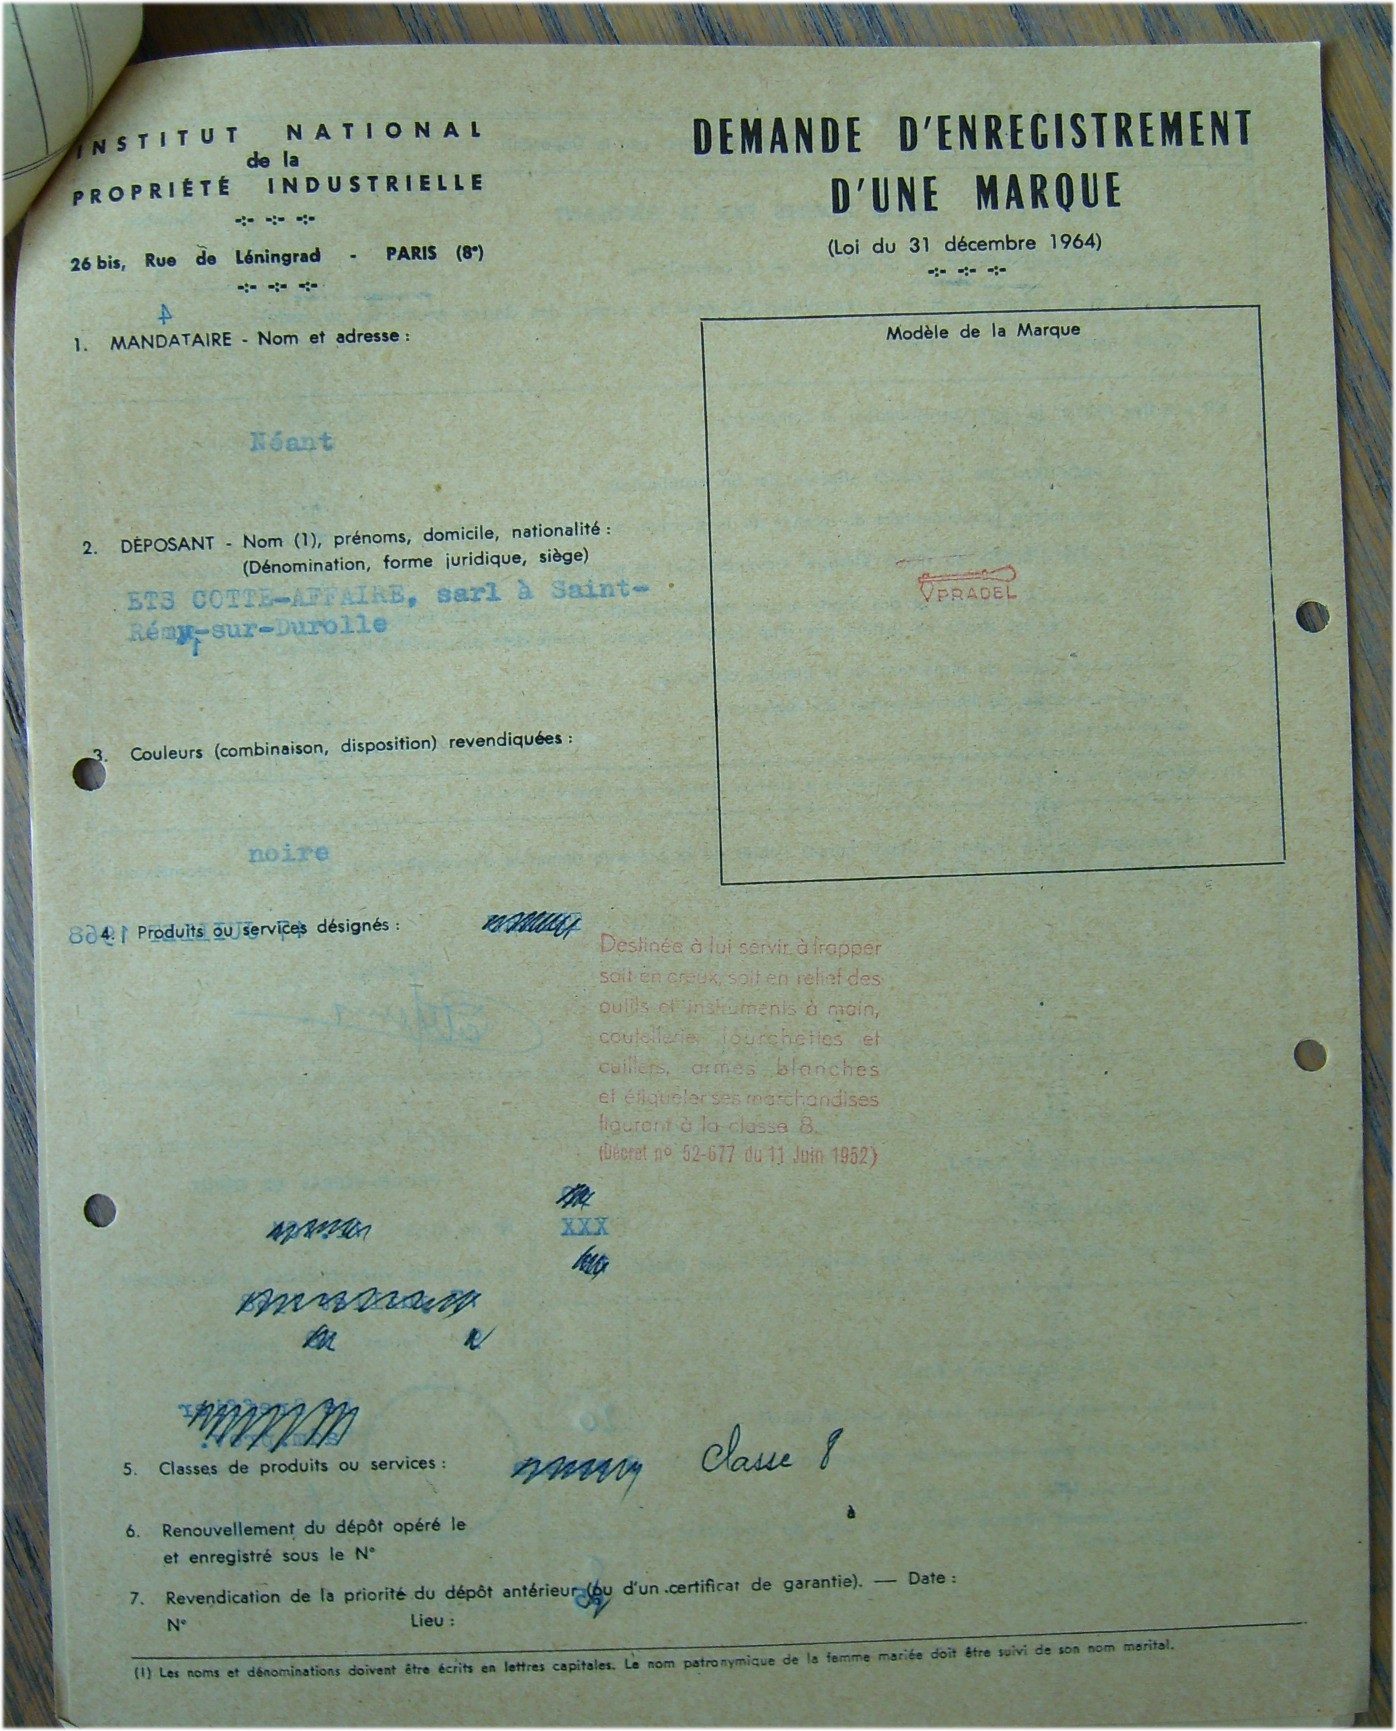 INSTITUT NATIONAL
de la
PROPRIÉTÉ INDUSTRIELLE
26 bis, Rue de Léningrad - PARIS (8e)
DEMANDE D'ENREGISTREMENT
D'UNE MARQUE
(Loi du 31 décembre 1964)
1. MANDATAIRE - Nom et adresse :
Néant
2. DÉPOSANT - Nom (1), prénoms, domicile, nationalité :
(Dénomination, forme juridique, siège)
ETS COTTE-AFFAIRE, sarl à Saint-
Rémy-sur-Durolle
3. Couleurs (combinaison, disposition) revendiquées :
noire
Modèle de la Marque
PRADEL
4. Produits ou services désignés :
Destinée à lui servir à frapper
soit en creux, soit en relief des
outils et instruments à main,
coutellerie, fourchettes et
cuillers, armes blanches
et étiqueter ses marchandises
figurant à la classe 8.
(Décret nº 52-677 du 11 Juin 1952)
XXX
5. Classes de produits ou services : Classe 8
6. Renouvellement du dépôt opéré le à
et enregistré sous le N°
7. Revendication de la priorité du dépôt antérieur (ou d'un certificat de garantie). — Date :
N° Lieu :
(1) Les noms et dénominations doivent être écrits en lettres capitales. Le nom patronymique de la femme mariée doit être suivi de son nom marital.